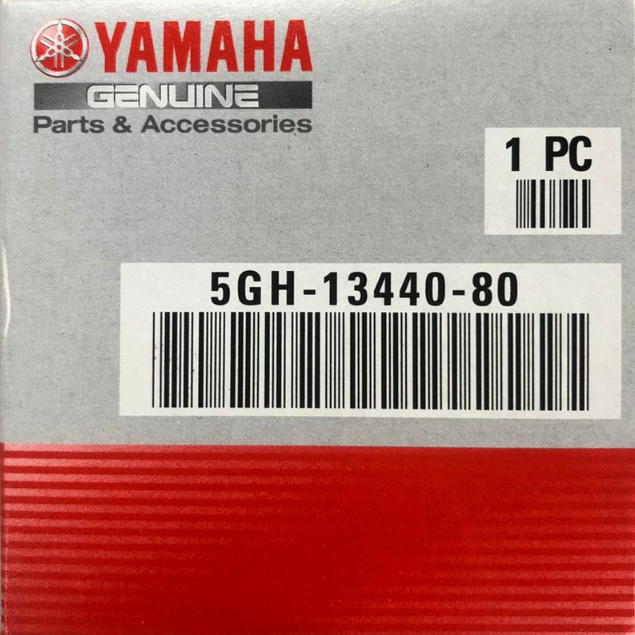 YAMAHA
GENUINE
Parts & Accessories
1 PC
5GH-13440-80